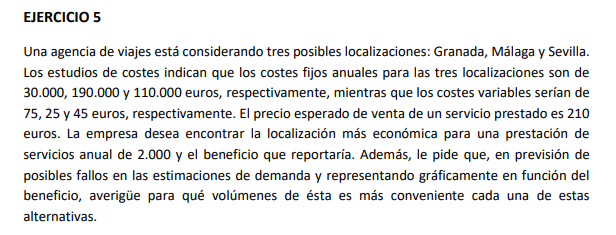 EJERCICIO 5
Una agencia de viajes está considerando tres posibles localizaciones: Granada, Málaga y Sevilla.
Los estudios de costes indican que los costes fijos anuales para las tres localizaciones son de
30.000, 190.000 y 110.000 euros, respectivamente, mientras que los costes variables serían de
75, 25 y 45 euros, respectivamente. El precio esperado de venta de un servicio prestado es 210
euros. La empresa desea encontrar la localización más económica para una prestación de
servicios anual de 2.000 y el beneficio que reportaría. Además, le pide que, en previsión de
posibles fallos en las estimaciones de demanda y representando gráficamente en función del
beneficio, averigüe para qué volúmenes de ésta es más conveniente cada una de estas
alternativas.